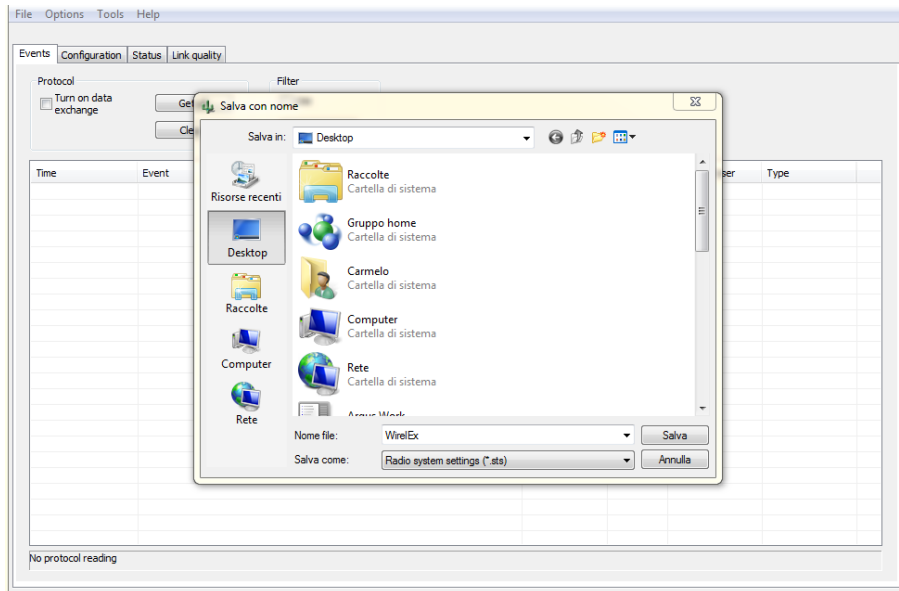 File Options Tools Help
Events Configuration Status Link quality
Protocol
Filter
Turn on data
exchange
Salva con nome
Salva in: Desktop
Time Event Type
Risorse recenti
Desktop
Raccolte
Computer
Rete
Raccolte
Cartella di sistema
Gruppo home
Cartella di sistema
Carmelo
Cartella di sistema
Computer
Cartella di sistema
Rete
Cartella di sistema
Argus Work
Nome file: WirelEx Salva
Salva come: Radio system settings (*.sts) Annulla
No protocol reading